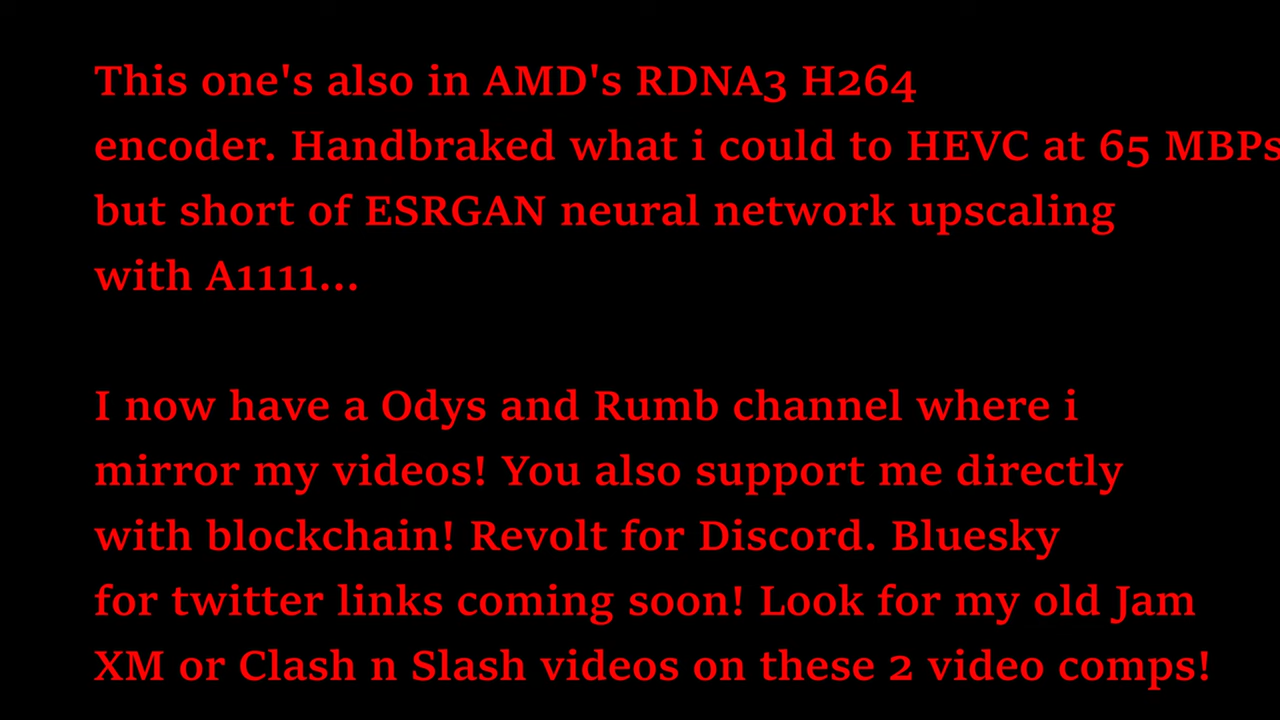 This one's also in AMD's RDNA3 H264
encoder. Handbraked what i could to HEVC at 65 MBPs
but short of ESRGAN neural network upscaling
with A1111...
I now have a Odys and Rumb channel where i
mirror my videos! You also support me directly
with blockchain! Revolt for Discord. Bluesky
for twitter links coming soon! Look for my old Jam
XM or Clash n Slash videos on these 2 video comps!